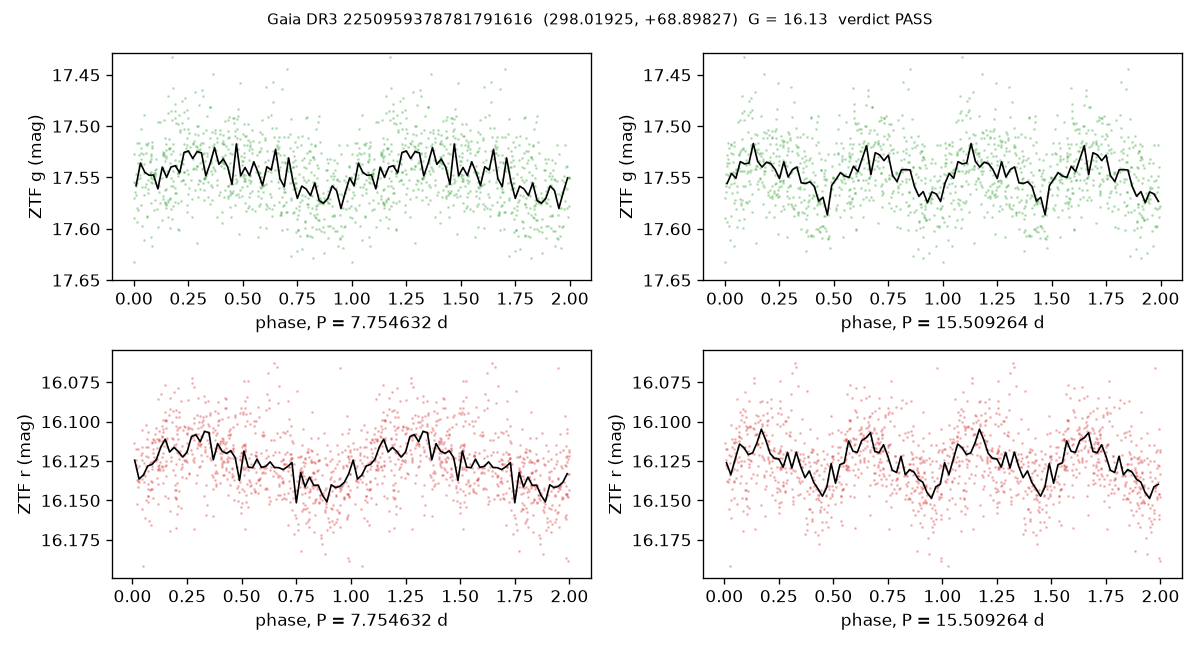 Gaia DR3 2250959378781791616 (298.01925, +68.89827) G = 16.13 verdict PASS
ZTF g (mag)
17.45
17.50
17.55
17.60
17.65
0.00 0.25 0.50 0.75 1.00 1.25 1.50 1.75 2.00
phase, P = 7.754632 d
ZTF g (mag)
17.45
17.50
17.55
17.60
17.65
0.00 0.25 0.50 0.75 1.00 1.25 1.50 1.75 2.00
phase, P = 15.509264 d
ZTF r (mag)
16.075
16.100
16.125
16.150
16.175
0.00 0.25 0.50 0.75 1.00 1.25 1.50 1.75 2.00
phase, P = 7.754632 d
ZTF r (mag)
16.075
16.100
16.125
16.150
16.175
0.00 0.25 0.50 0.75 1.00 1.25 1.50 1.75 2.00
phase, P = 15.509264 d